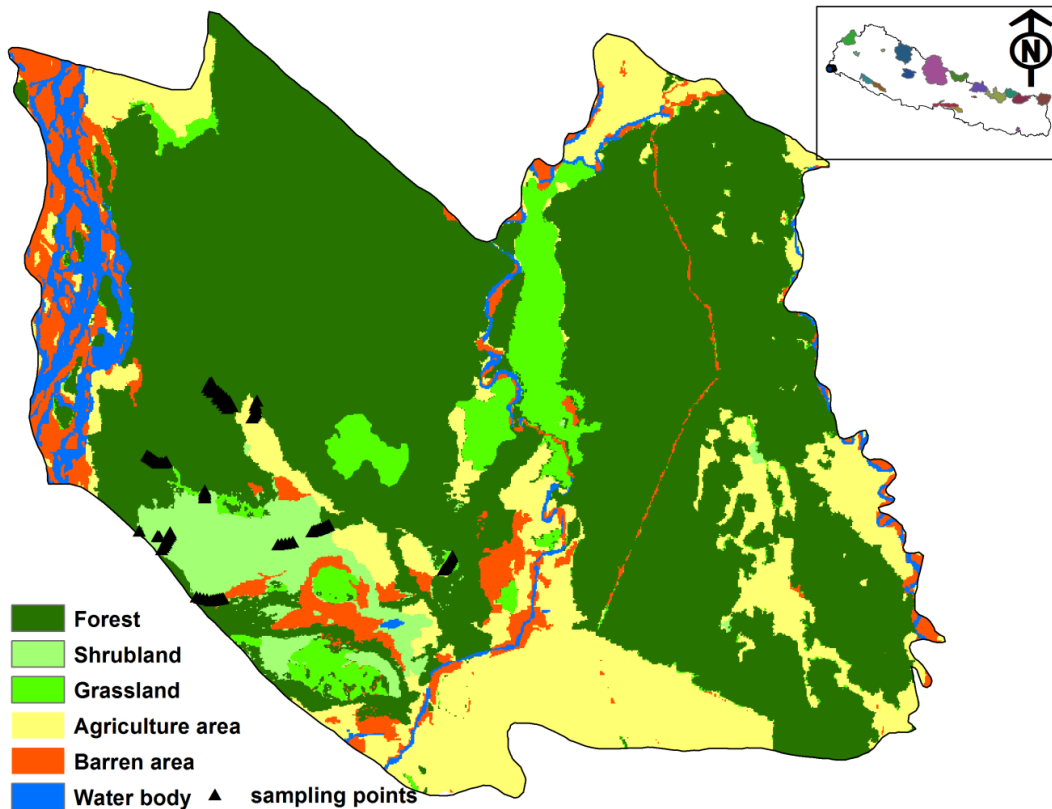 N
Forest
Shrubland
Grassland
Agriculture area
Barren area
Water body sampling points